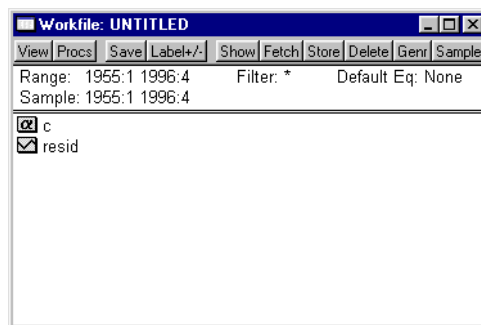 Workfile: UNTITLED
View Procs Save Label+/- Show Fetch Store Delete Genr Sample
Range: 1955:1 1996:4 Filter: * Default Eq: None
Sample: 1955:1 1996:4
α c
resid